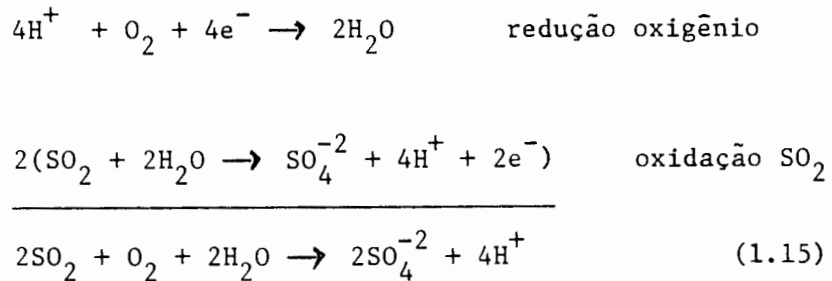 4H⁺ + O₂ + 4e⁻ → 2H₂O redução oxigênio
2(SO₂ + 2H₂O → SO₄⁻² + 4H⁺ + 2e⁻) oxidação SO₂
2SO₂ + O₂ + 2H₂O → 2SO₄⁻² + 4H⁺ (1.15)